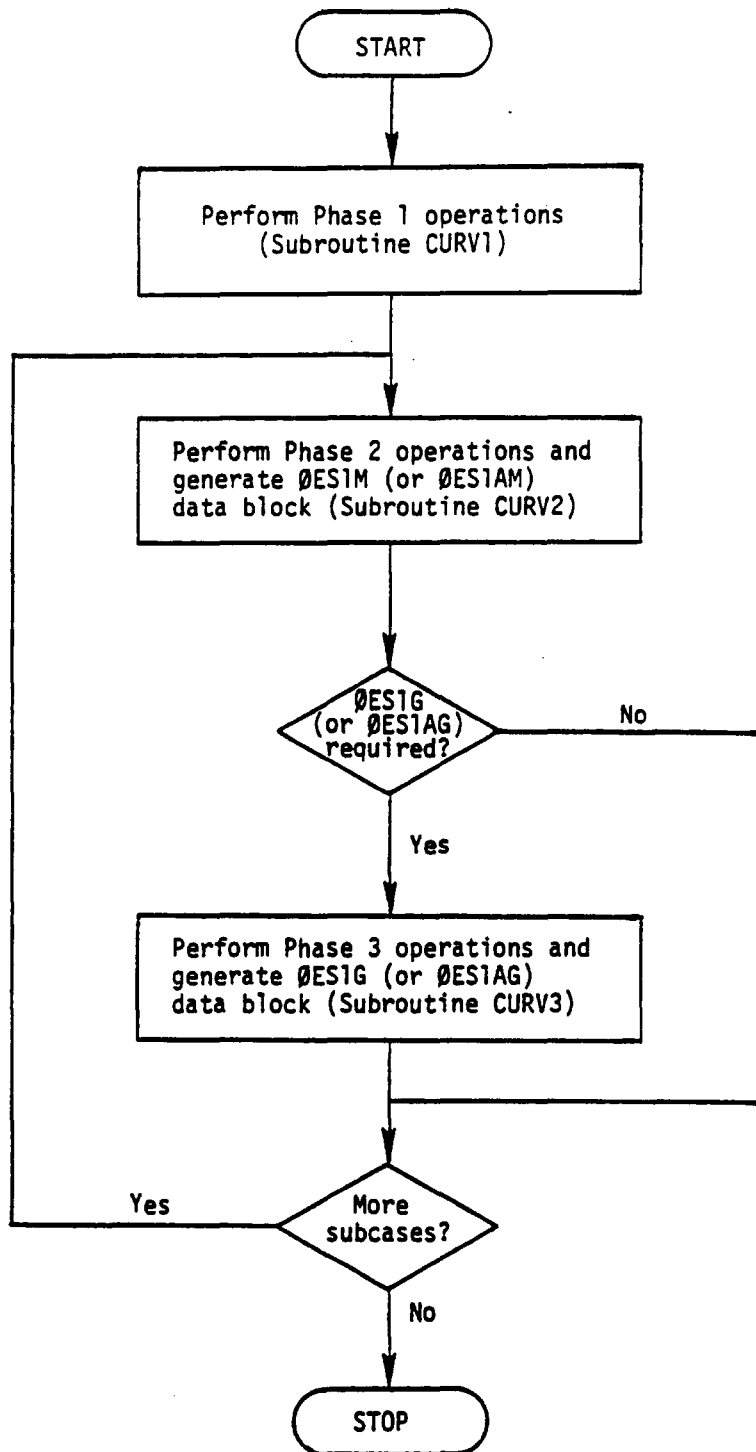 START
Perform Phase 1 operations
(Subroutine CURV1)
Perform Phase 2 operations and
generate ØES1M (or ØES1AM)
data block (Subroutine CURV2)
ØES1G
(or ØES1AG)
required?
No
Yes
Perform Phase 3 operations and
generate ØES1G (or ØES1AG)
data block (Subroutine CURV3)
Yes
More
subcases?
No
STOP